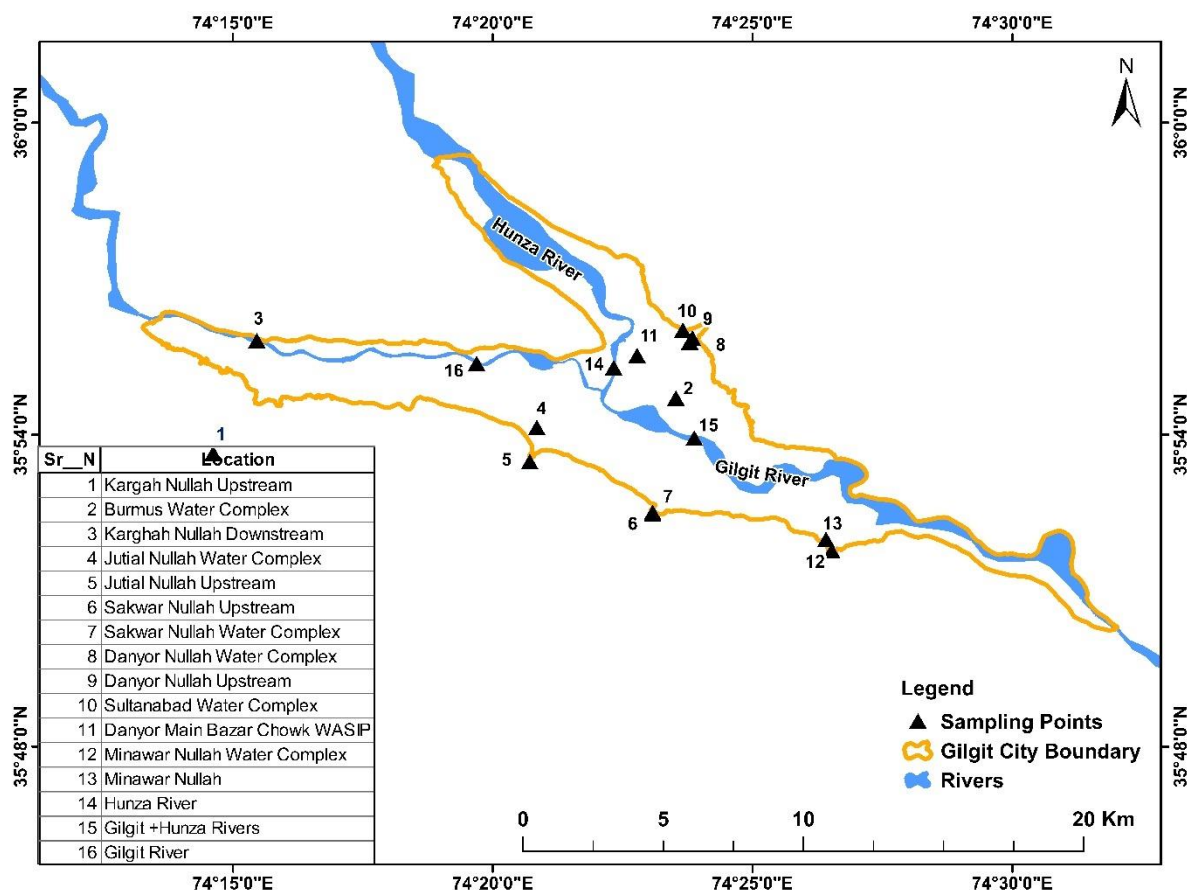 74°15'0"E 74°20'0"E 74°25'0"E 74°30'0"E
N
36°0'0"N 36°0'0"N
Hunza River
10 9
3 11 8
16 14
2
4 15
35°54'0"N 35°54'0"N
1 5 Gilgit River
7
6 13
12
Sr__N Location
1 Kargah Nullah Upstream
2 Burmus Water Complex
3 Karghah Nullah Downstream
4 Jutial Nullah Water Complex
5 Jutial Nullah Upstream
6 Sakwar Nullah Upstream
7 Sakwar Nullah Water Complex
8 Danyor Nullah Water Complex
9 Danyor Nullah Upstream
10 Sultanabad Water Complex
11 Danyor Main Bazar Chowk WASIP
12 Minawar Nullah Water Complex
13 Minawar Nullah
14 Hunza River
15 Gilgit +Hunza Rivers
16 Gilgit River
Legend
Sampling Points
Gilgit City Boundary
Rivers
35°48'0"N 35°48'0"N
0 5 10 20 Km
74°15'0"E 74°20'0"E 74°25'0"E 74°30'0"E